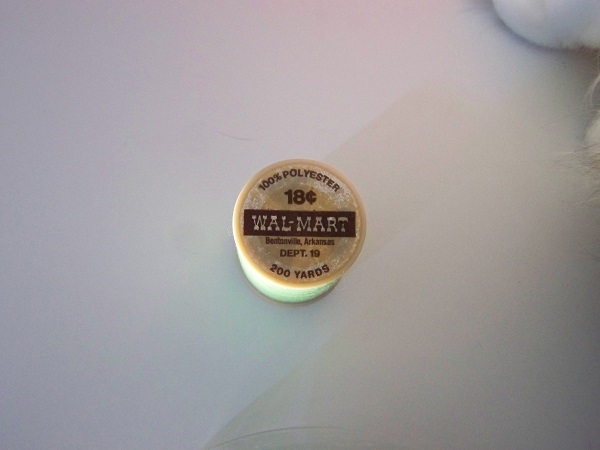 100% POLYESTER
18¢
WAL-MART
Bentonville, Arkansas
DEPT. 19
200 YARDS